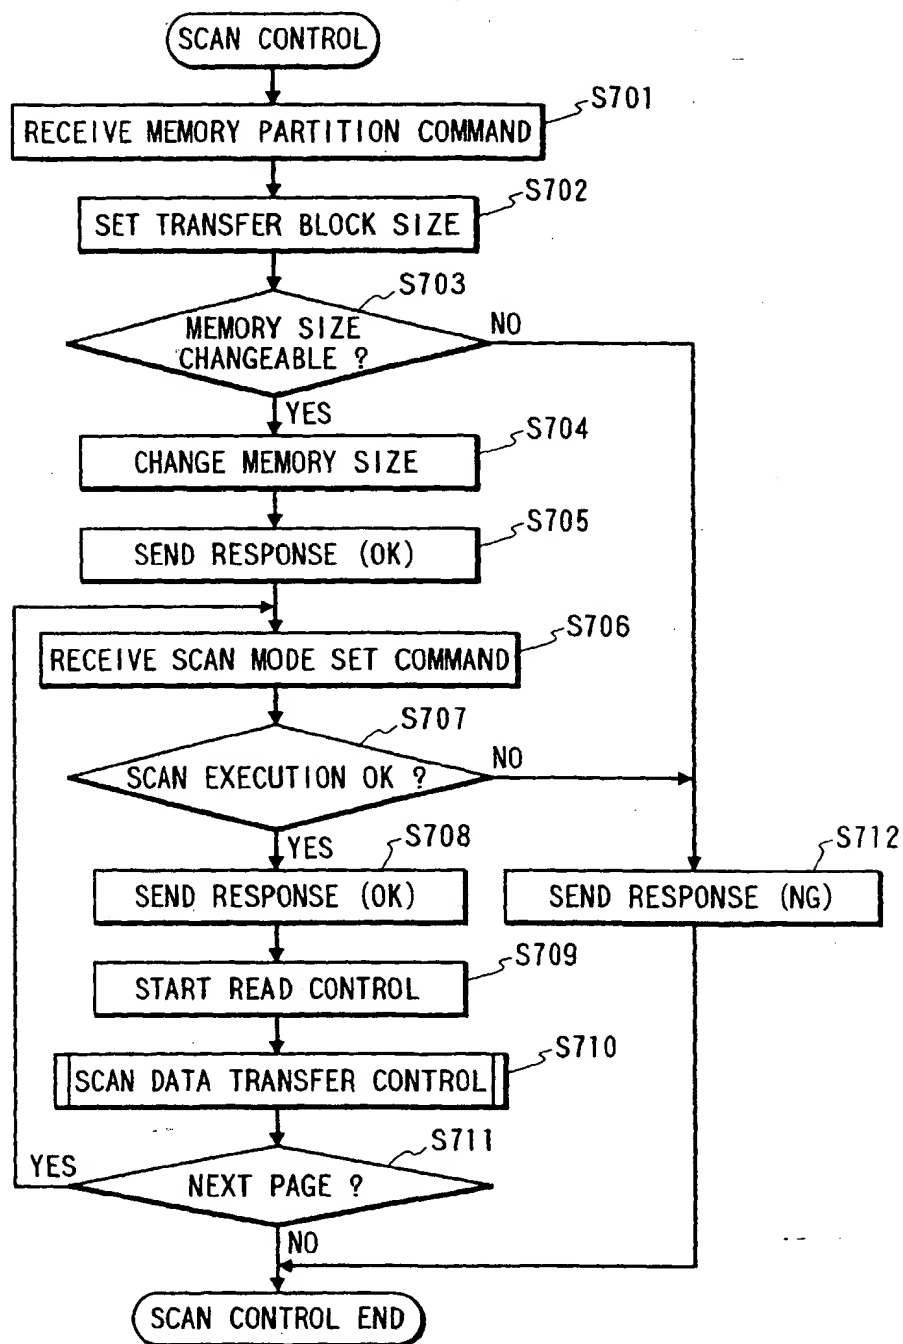 SCAN CONTROL
S701
RECEIVE MEMORY PARTITION COMMAND
S702
SET TRANSFER BLOCK SIZE
S703
MEMORY SIZE
CHANGEABLE ?
NO
YES
S704
CHANGE MEMORY SIZE
S705
SEND RESPONSE (OK)
S706
RECEIVE SCAN MODE SET COMMAND
S707
SCAN EXECUTION OK ?
NO
YES
S708
SEND RESPONSE (OK)
S712
SEND RESPONSE (NG)
S709
START READ CONTROL
S710
SCAN DATA TRANSFER CONTROL
S711
YES
NEXT PAGE ?
NO
SCAN CONTROL END